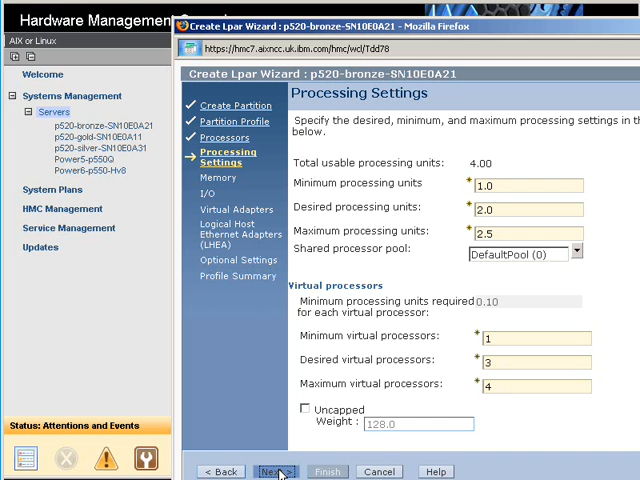 Hardware Management
Create Lpar Wizard : p520-bronze-SN10E0A21 - Mozilla Firefox
AIX or Linux
https://hmc7.aixncc.uk.ibm.com/hmc/wcl/Tdd78
Welcome
Systems Management
Servers
p520-bronze-SN10E0A21
p520-gold-SN10E0A11
p520-silver-SN10E0A31
Power5-p550Q
Power6-p550-Hv8
System Plans
HMC Management
Service Management
Updates
Status: Attentions and Events
Create Lpar Wizard : p520-bronze-SN10E0A21
Create Partition
Partition Profile
Processors
Processing
Settings
Memory
I/O
Virtual Adapters
Logical Host
Ethernet Adapters
(LHEA)
Optional Settings
Profile Summary
Processing Settings
Specify the desired, minimum, and maximum processing settings in th
below.
Total usable processing units: 4.00
Minimum processing units * 1.0
Desired processing units: * 2.0
Maximum processing units: * 2.5
Shared processor pool: DefaultPool (0)
Virtual processors
Minimum processing units required 0.10
for each virtual processor:
Minimum virtual processors: * 1
Desired virtual processors: * 3
Maximum virtual processors: * 4
Uncapped
Weight : 128.0
< Back Next > Finish Cancel Help